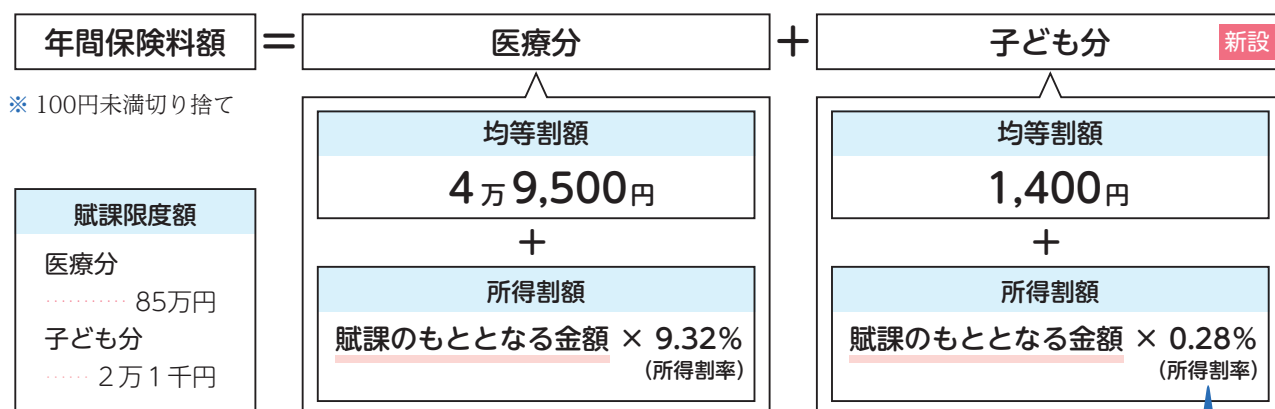 年間保険料額 = 医療分 + 子ども分 新設
※ 100円未満切り捨て
賦課限度額
医療分
………… 85万円
子ども分
…… 2万1千円
均等割額
4万9,500円
+
所得割額
賦課のもととなる金額 × 9.32%
(所得割率)
均等割額
1,400円
+
所得割額
賦課のもととなる金額 × 0.28%
(所得割率)